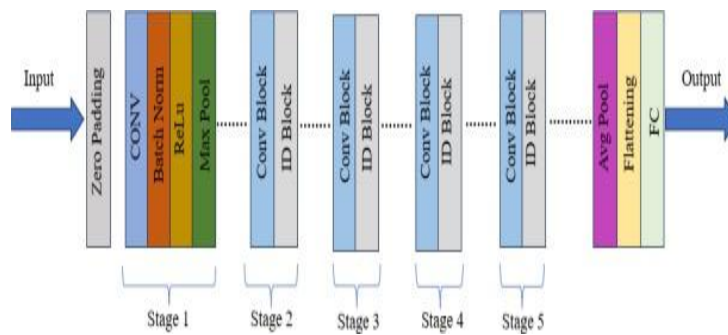 Input
Zero Padding
CONV
Batch Norm
ReLu
Max Pool
Conv Block
ID Block
Conv Block
ID Block
Conv Block
ID Block
Conv Block
ID Block
Avg Pool
Flattening
FC
Output
Stage 1
Stage 2
Stage 3
Stage 4
Stage 5